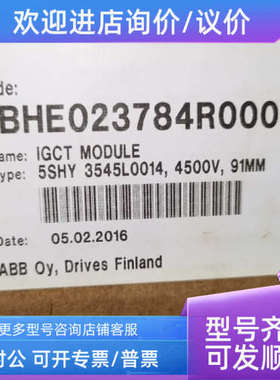 欢迎进店咨询/议价
de:
BHE023784R000
ame: IGCT MODULE
ype: 5SHY 3545L0014, 4500V, 91MM
Date: 05.02.2016
ABB Oy, Drives Finland
更多型号咨询店铺客服
对公 可开专票/普票
型号齐
可发顺